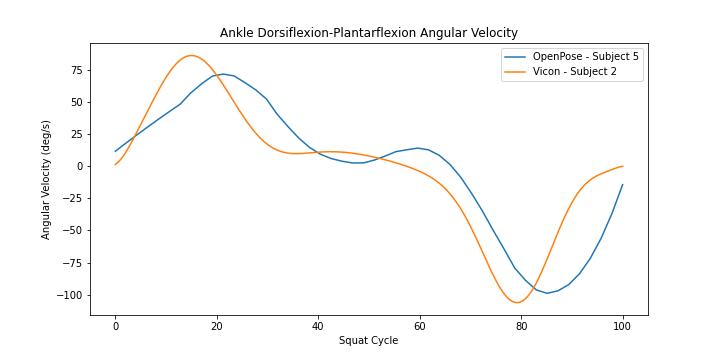 Ankle Dorsiflexion-Plantarflexion Angular Velocity
OpenPose - Subject 5
Vicon - Subject 2
Angular Velocity (deg/s)
75
50
25
0
−25
−50
−75
−100
0 20 40 60 80 100
Squat Cycle